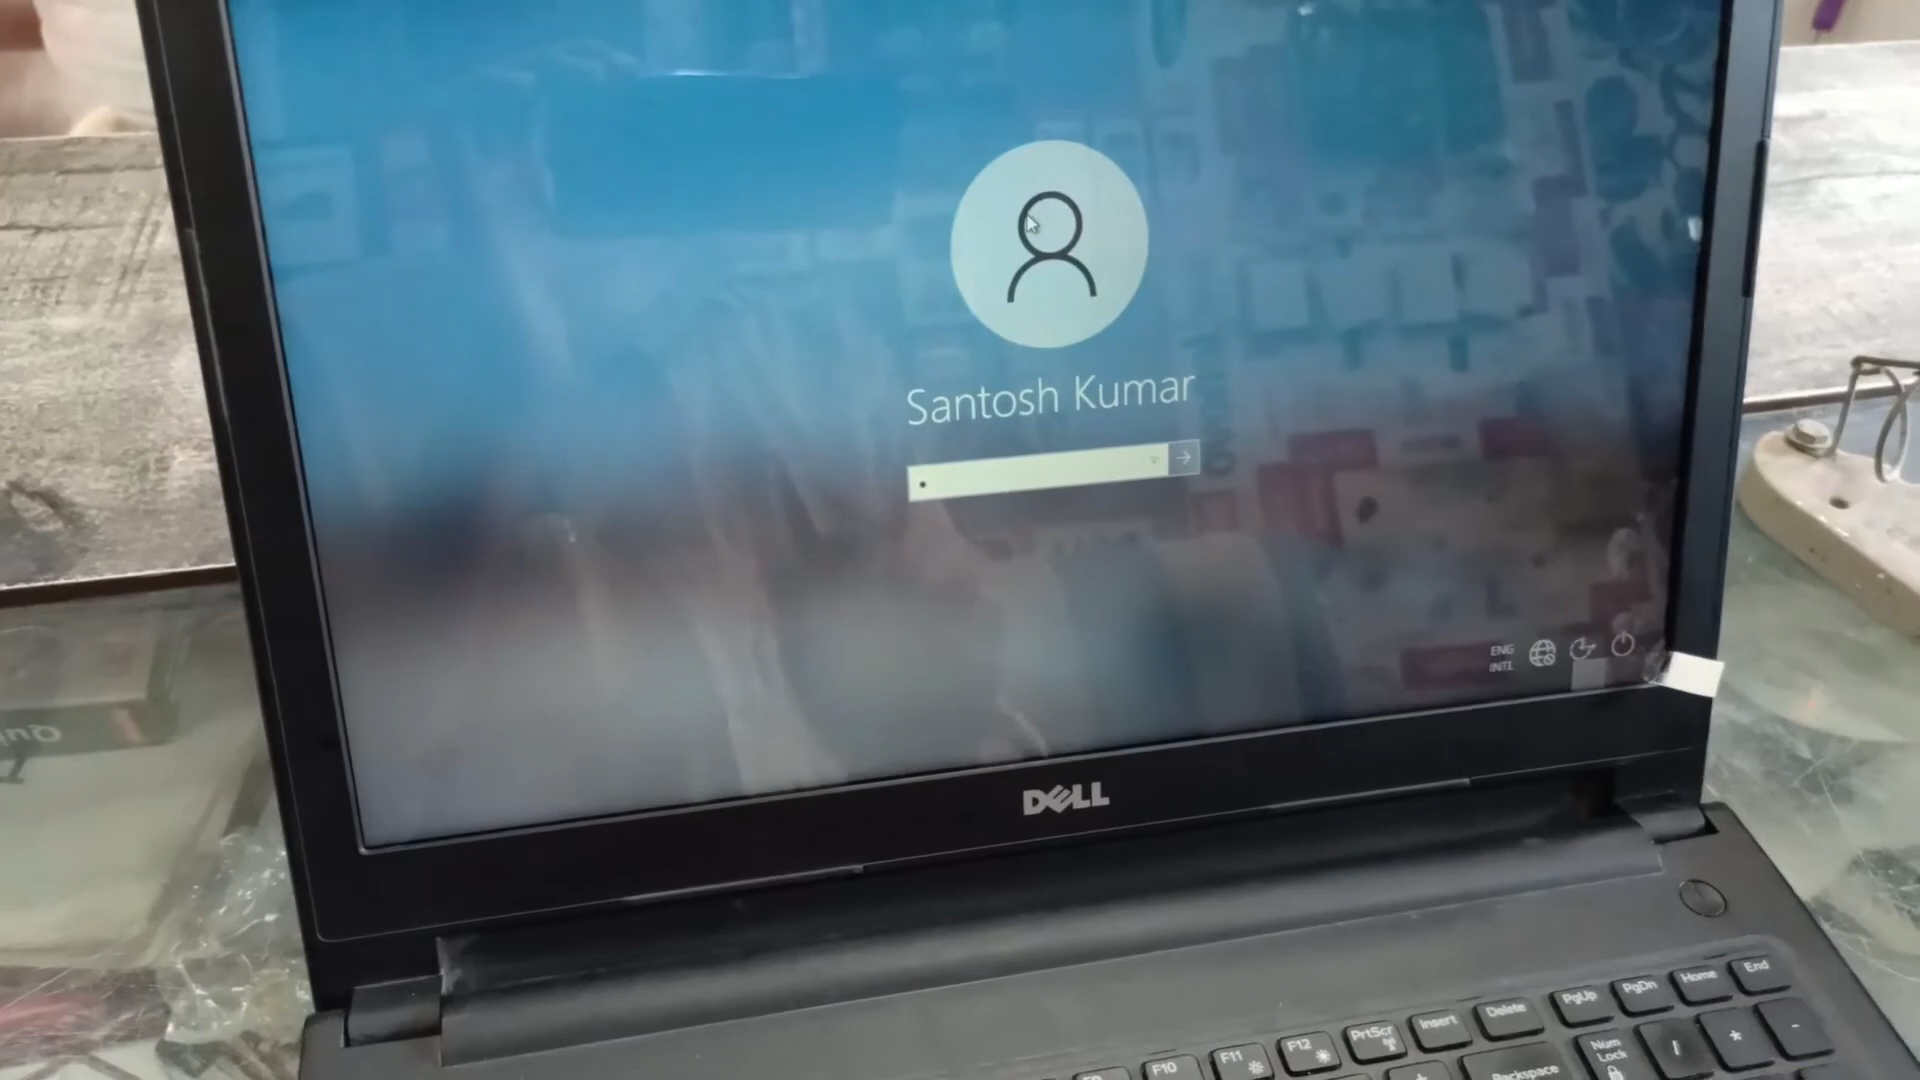 Santosh Kumar
ENG
INTL
DELL
End
Home
PgDn
PgUp
Delete
Insert
PrtScr
F12
F11
F10
Num
Lock
Backspace
/
*
-